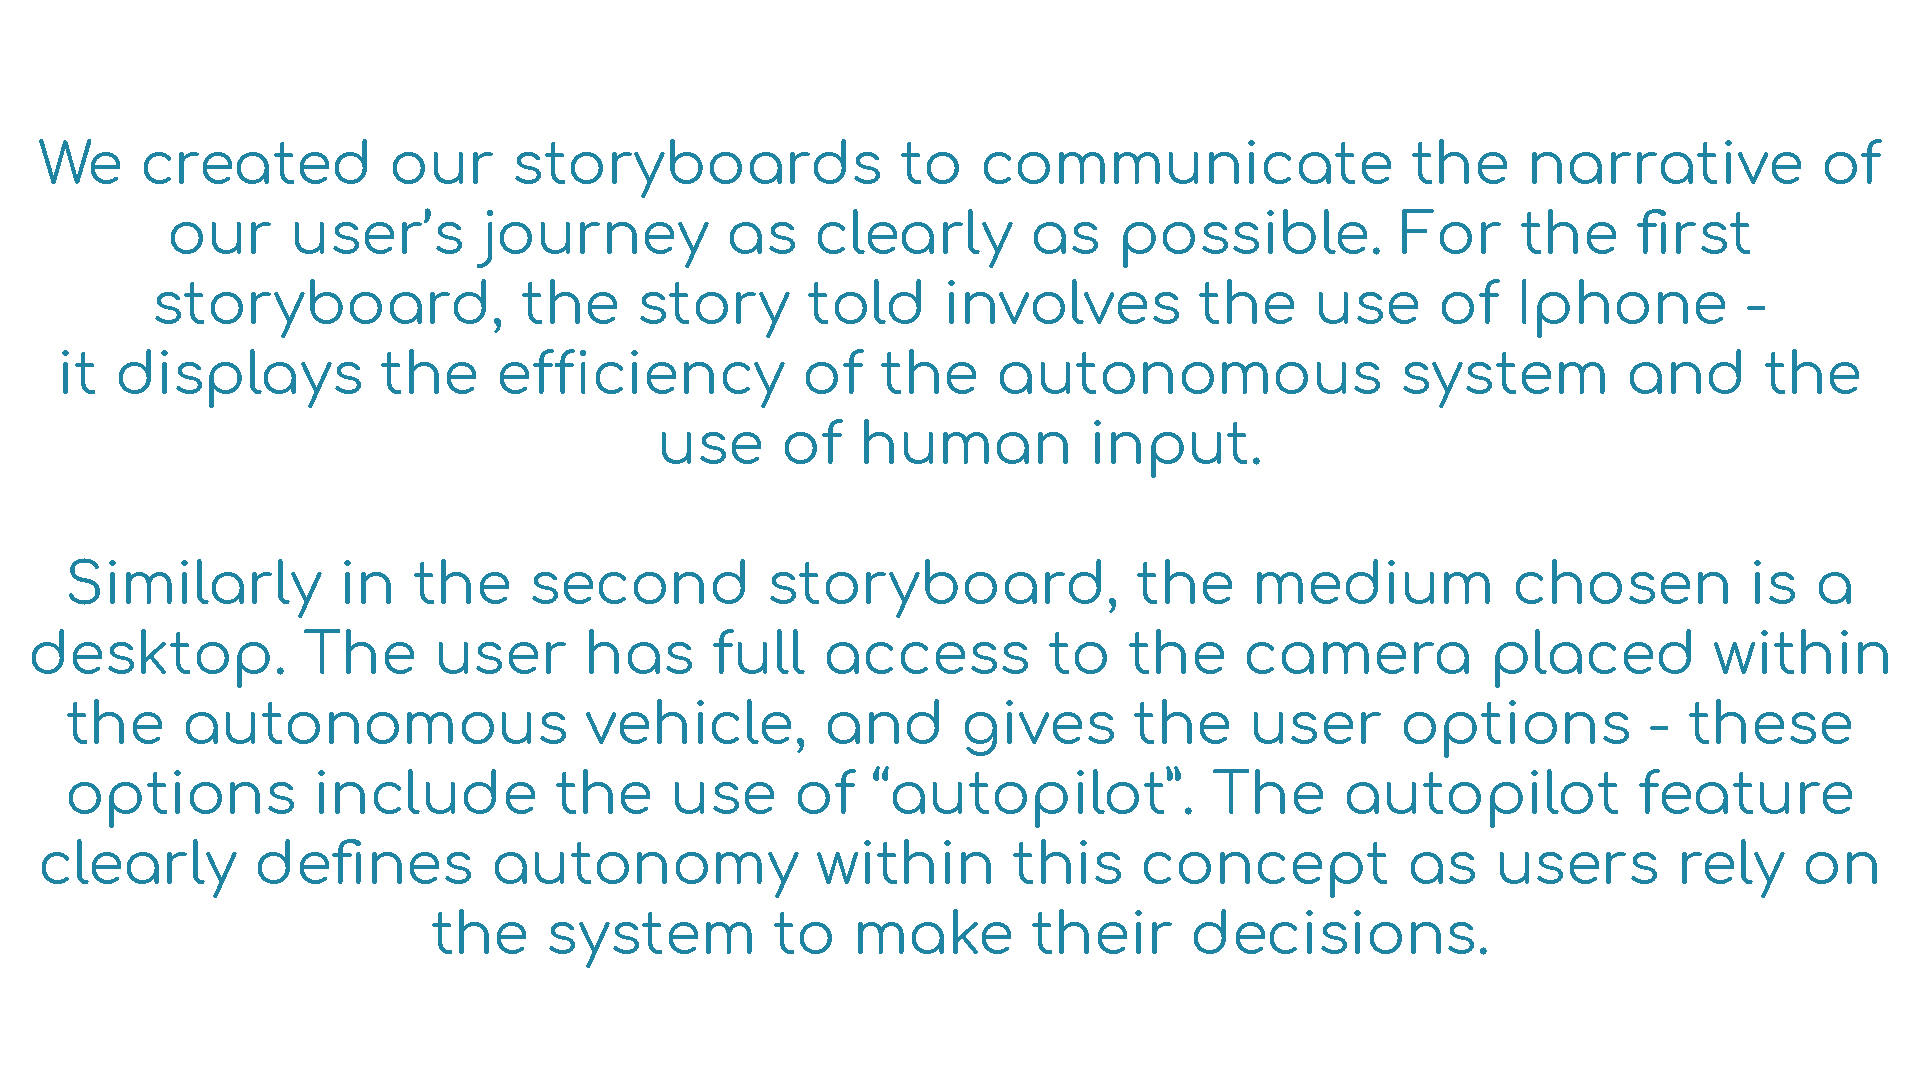 We created our storyboards to communicate the narrative of
our user’s journey as clearly as possible. For the first
storyboard, the story told involves the use of Iphone -
it displays the efficiency of the autonomous system and the
use of human input.
Similarly in the second storyboard, the medium chosen is a
desktop. The user has full access to the camera placed within
the autonomous vehicle, and gives the user options - these
options include the use of “autopilot”. The autopilot feature
clearly defines autonomy within this concept as users rely on
the system to make their decisions.